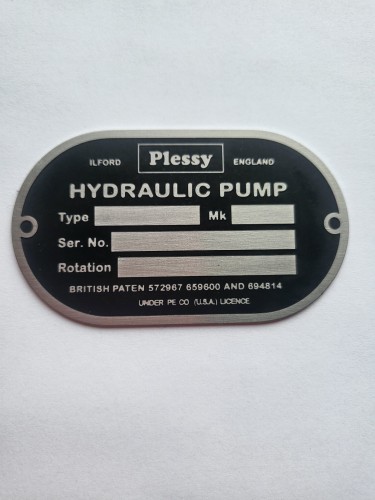 ILFORD Plessy ENGLAND
HYDRAULIC PUMP
Type Mk
Ser. No.
Rotation
BRITISH PATEN 572967 659600 AND 694814
UNDER PE CO (U.S.A.) LICENCE